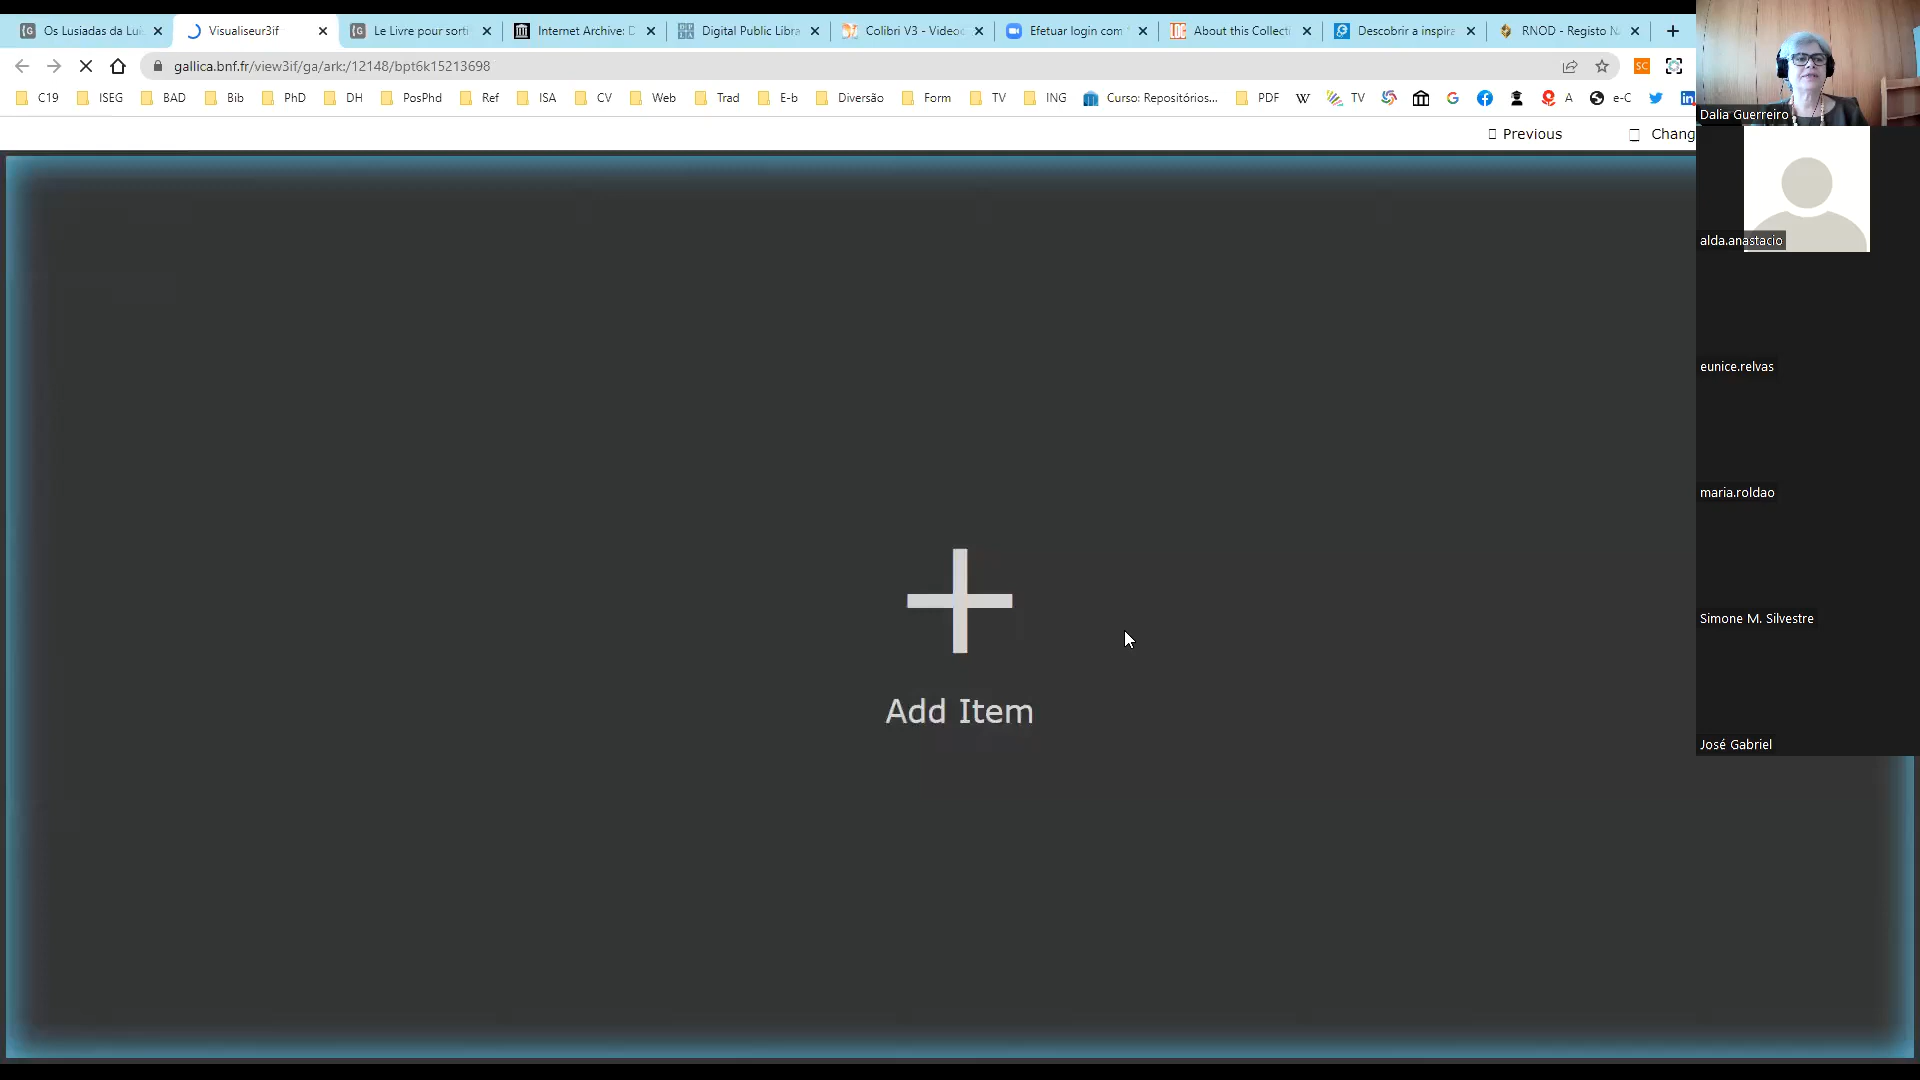 Os Lusiadas da Lui
Visualiseur3if
Le Livre pour sorti
Internet Archive: D
Digital Public Libra
Colibri V3 - Videoc
Efetuar login com
About this Collecti
Descobrir a inspira
RNOD - Registo N
gallica.bnf.fr/view3if/ga/ark:/12148/bpt6k15213698
SC
C19
ISEG
BAD
Bib
PhD
DH
PosPhd
Ref
ISA
CV
Web
Trad
E-b
Diversão
Form
TV
ING
Curso: Repositórios...
PDF
TV
A
e-C
Previous
Chang
Add Item
Dalia Guerreiro
alda.anastacio
eunice.relvas
maria.roldao
Simone M. Silvestre
José Gabriel